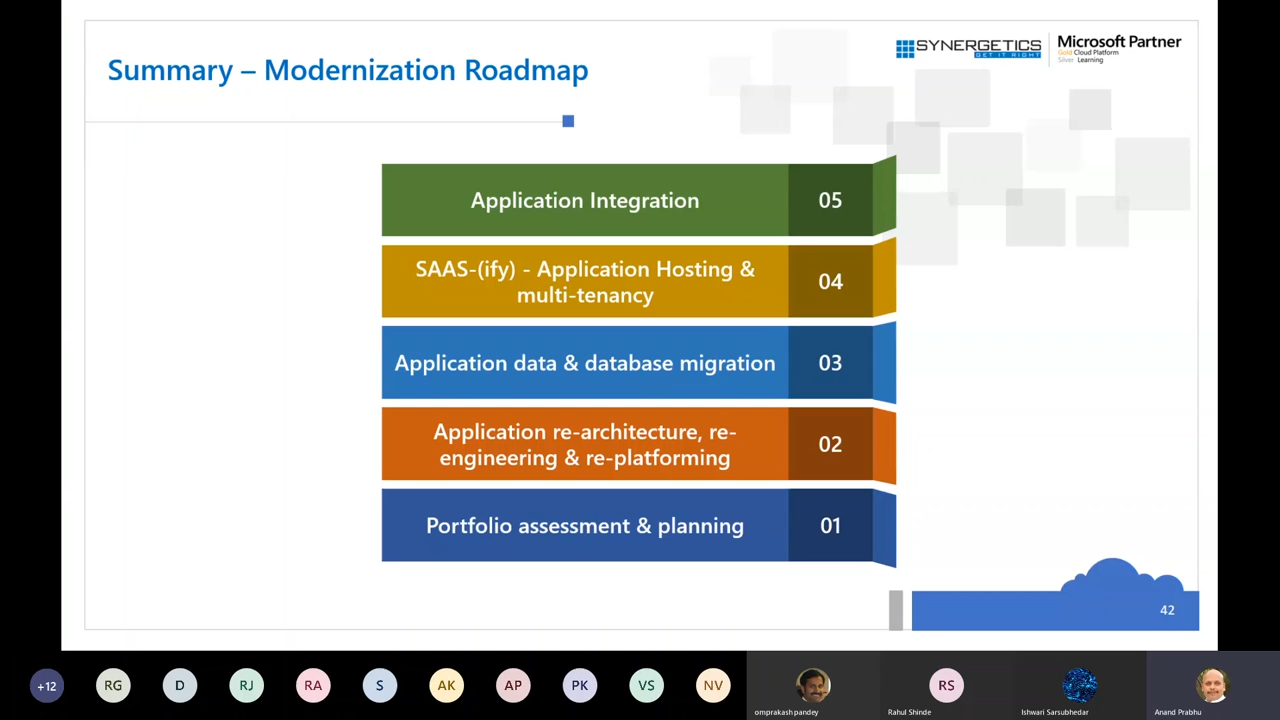 Summary – Modernization Roadmap
SYNERGETICS
GET IT RIGHT
Microsoft Partner
Gold Cloud Platform
Silver Learning
Application Integration
05
SAAS-(ify) - Application Hosting &
multi-tenancy
04
Application data & database migration
03
Application re-architecture, re-
engineering & re-platforming
02
Portfolio assessment & planning
01
42
+12
RG
D
RJ
RA
S
AK
AP
PK
VS
NV
RS
omprakash pandey
Rahul Shinde
Ishwari Sarsubhedar
Anand Prabhu